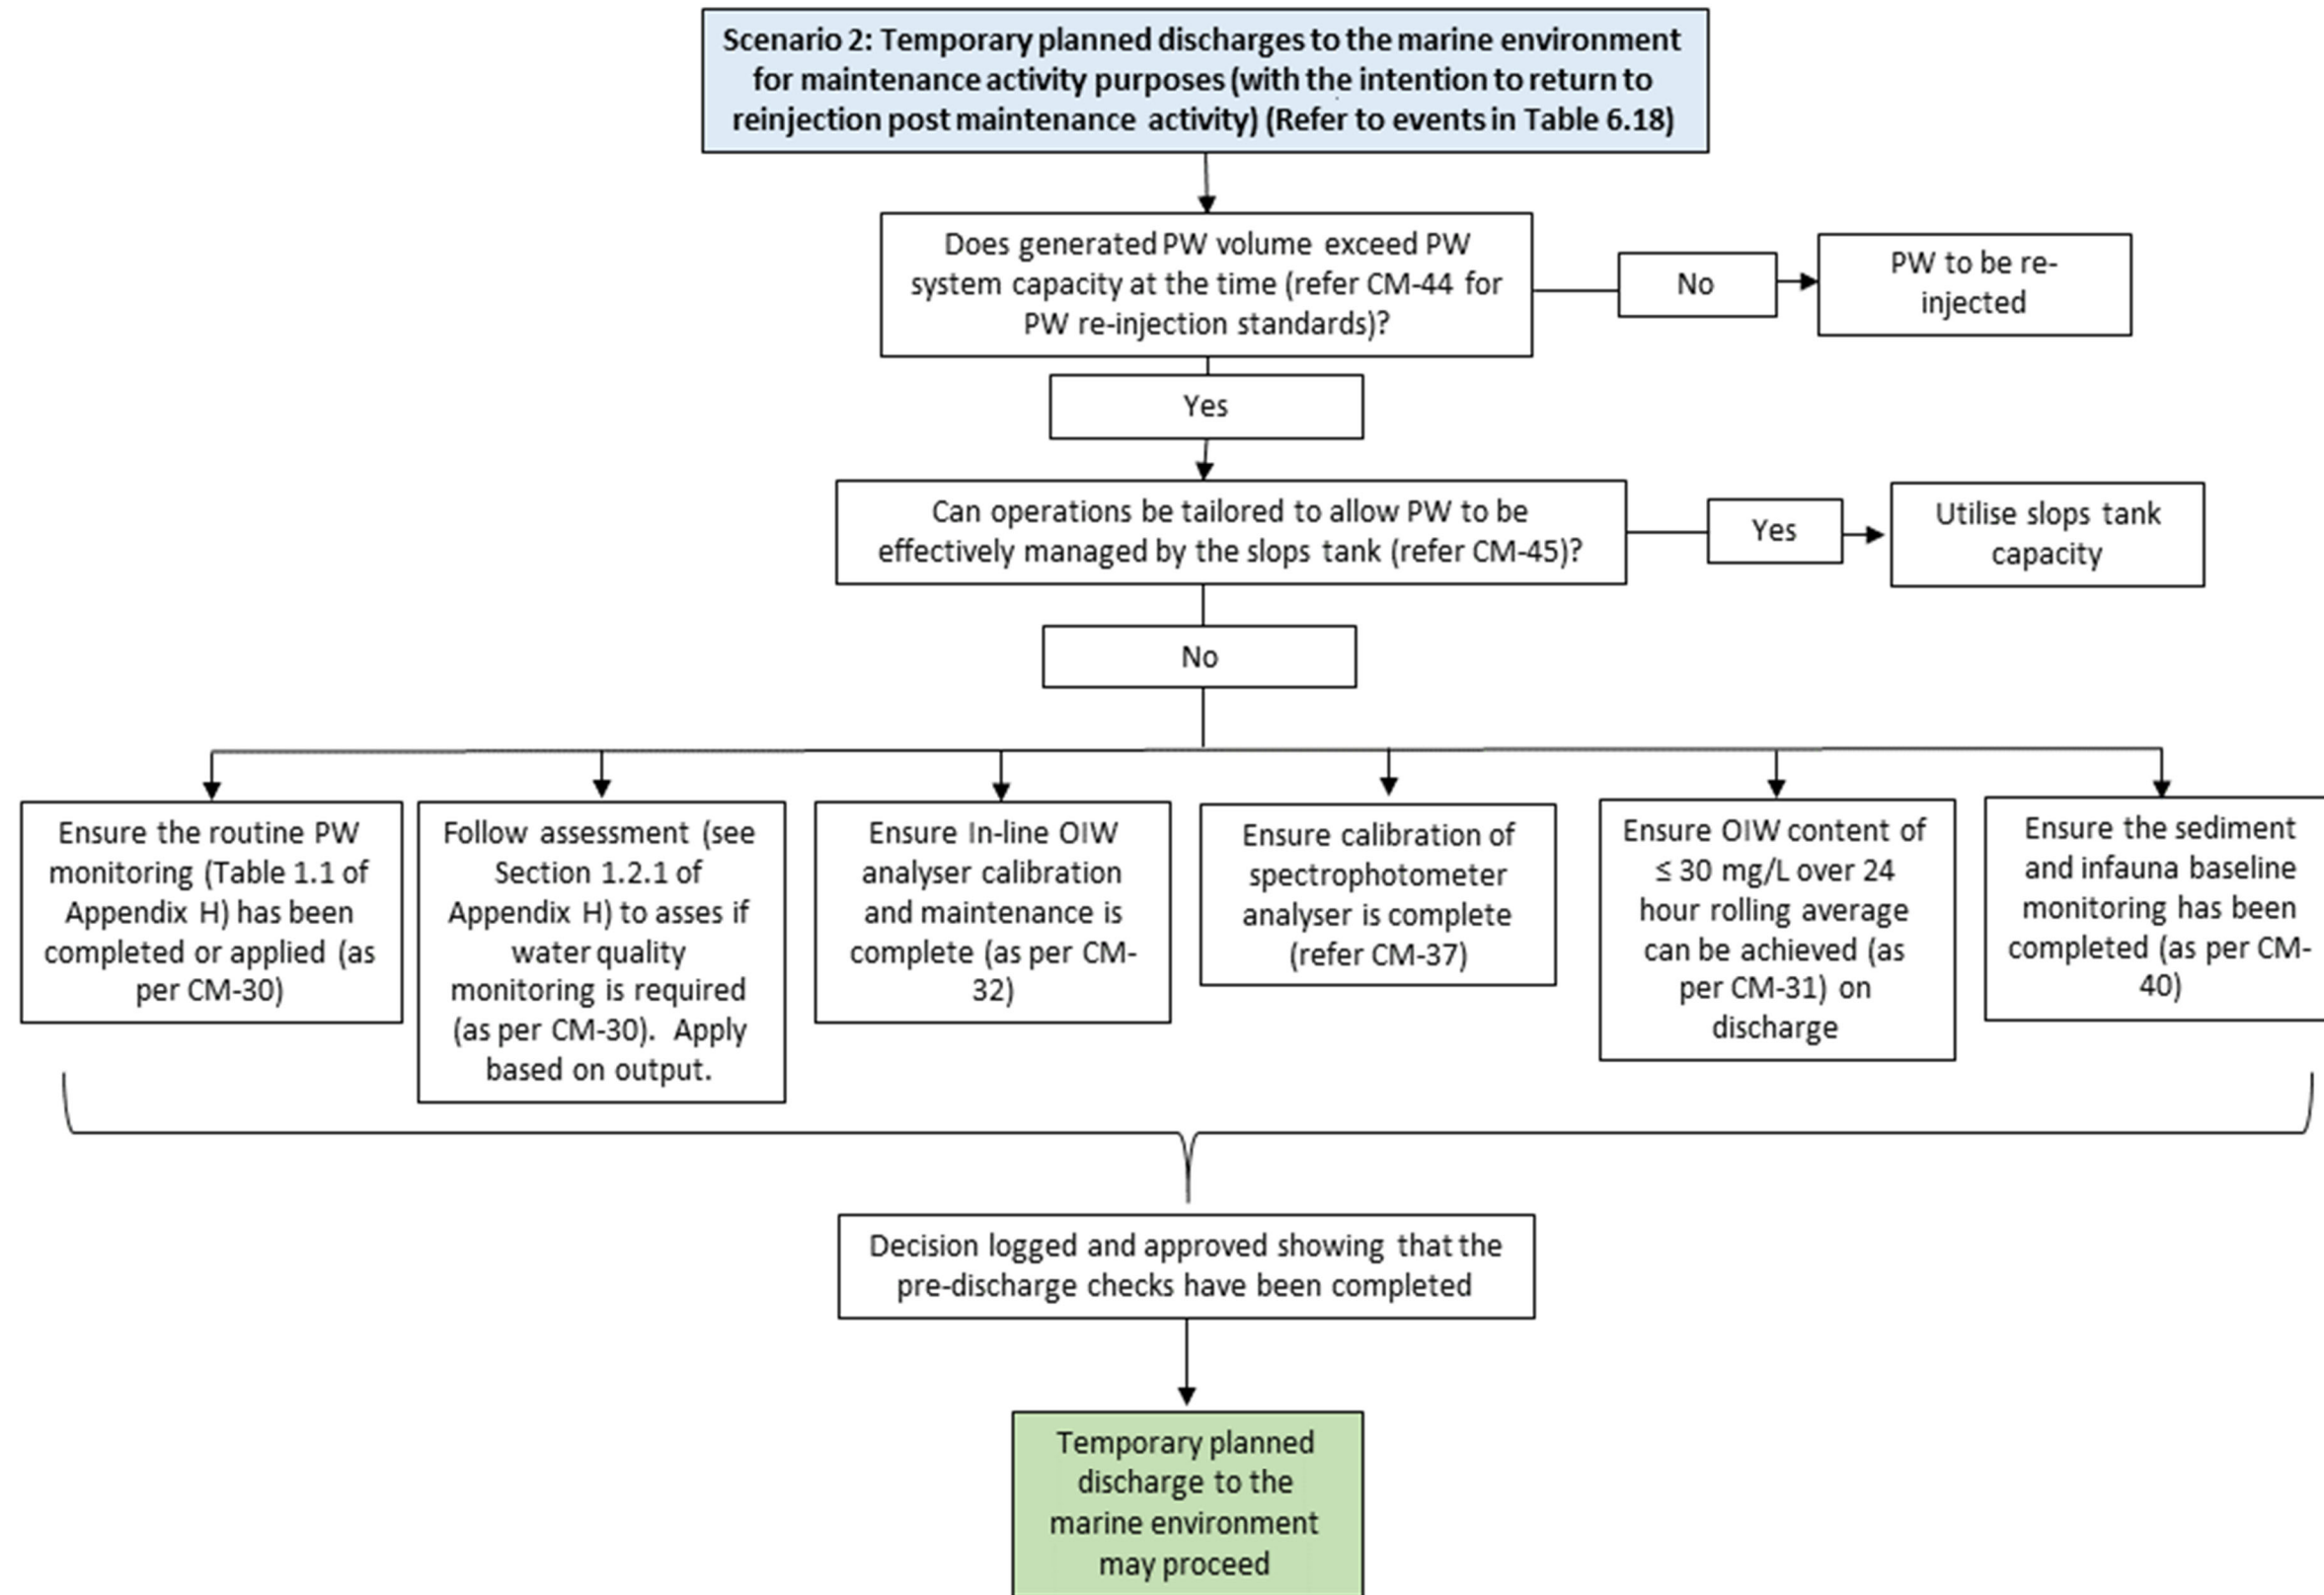 Scenario 2: Temporary planned discharges to the marine environment
for maintenance activity purposes (with the intention to return to
reinjection post maintenance activity) (Refer to events in Table 6.18)
Does generated PW volume exceed PW
system capacity at the time (refer CM-44 for
PW re-injection standards)?
No
PW to be re-
injected
Yes
Can operations be tailored to allow PW to be
effectively managed by the slops tank (refer CM-45)?
Yes
Utilise slops tank
capacity
No
Ensure the routine PW
monitoring (Table 1.1 of
Appendix H) has been
completed or applied (as
per CM-30)
Follow assessment (see
Section 1.2.1 of
Appendix H) to asses if
water quality
monitoring is required
(as per CM-30). Apply
based on output.
Ensure In-line OIW
analyser calibration
and maintenance is
complete (as per CM-
32)
Ensure calibration of
spectrophotometer
analyser is complete
(refer CM-37)
Ensure OIW content of
≤ 30 mg/L over 24
hour rolling average
can be achieved (as
per CM-31) on
discharge
Ensure the sediment
and infauna baseline
monitoring has been
completed (as per CM-
40)
Decision logged and approved showing that the
pre-discharge checks have been completed
Temporary planned
discharge to the
marine environment
may proceed